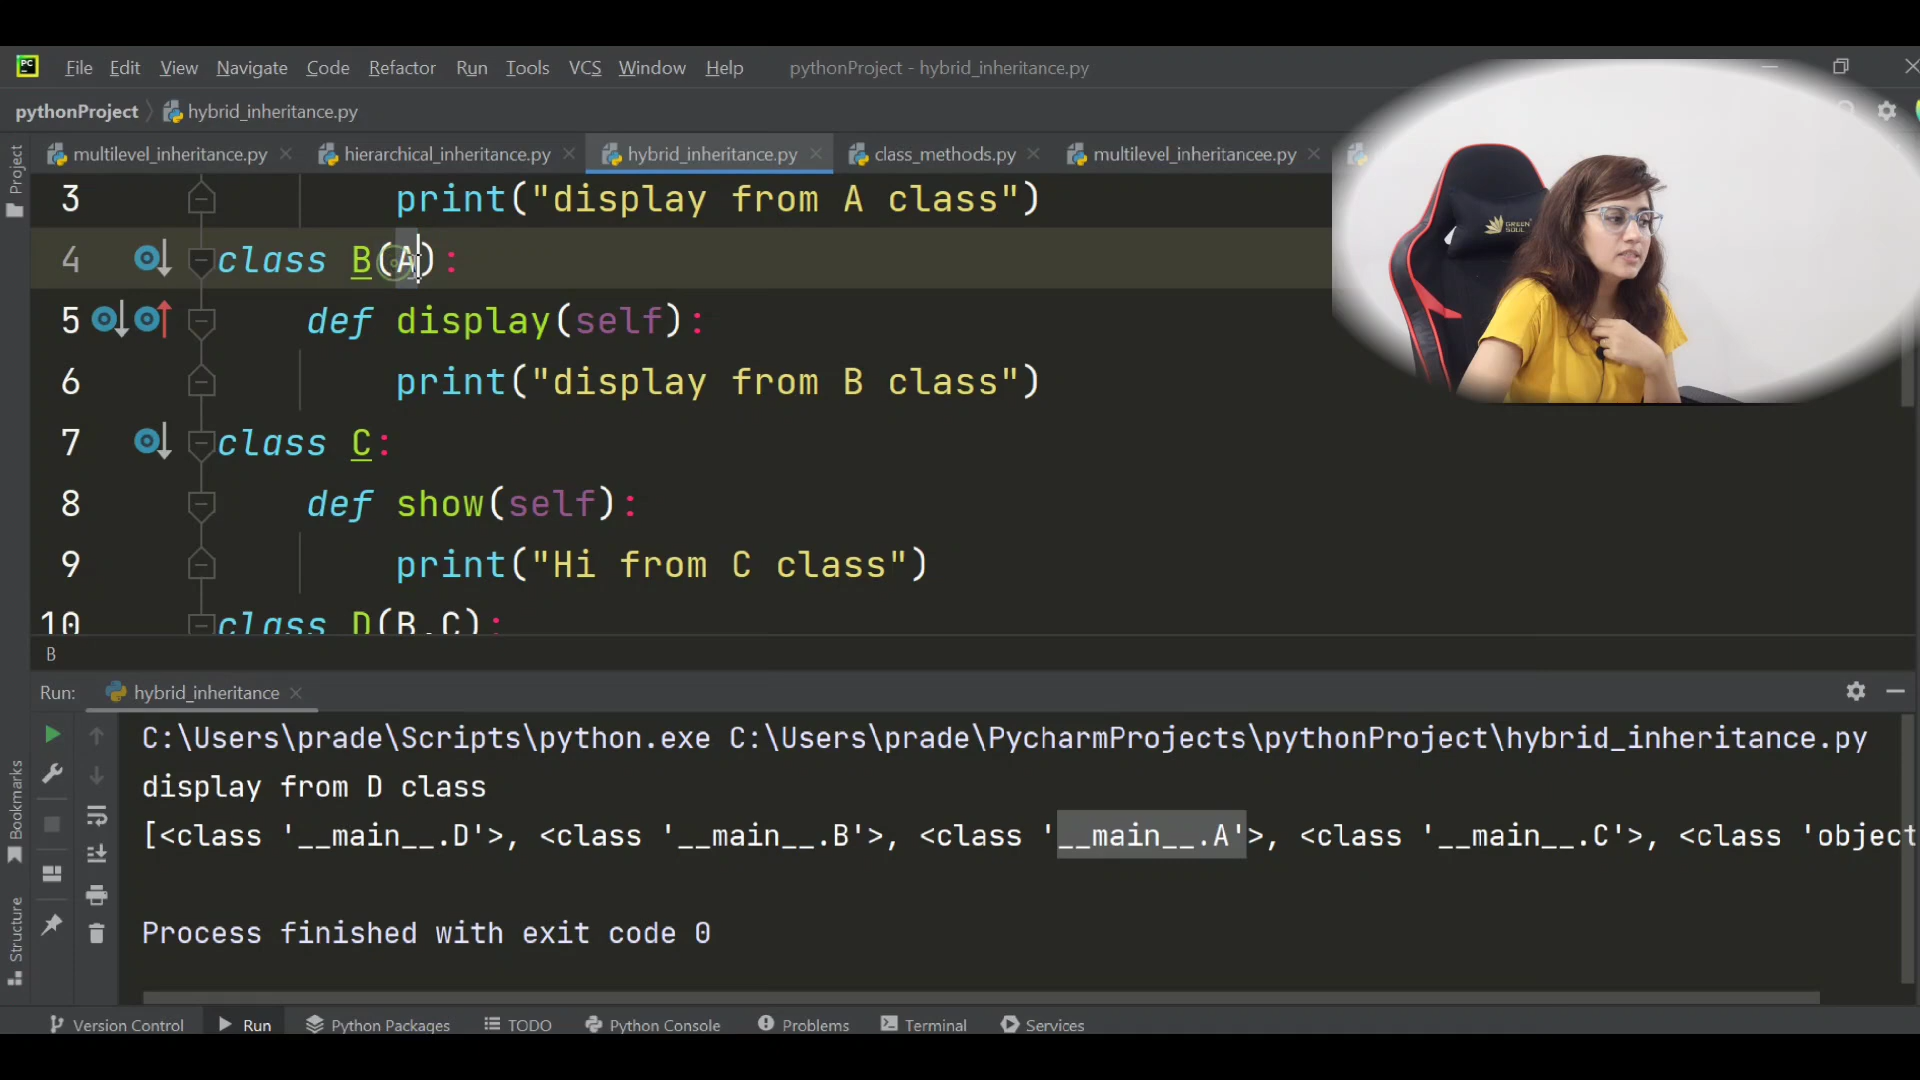 PC File Edit View Navigate Code Refactor Run Tools VCS Window Help pythonProject - hybrid_inheritance.py
pythonProject hybrid_inheritance.py
multilevel_inheritance.py hierarchical_inheritance.py hybrid_inheritance.py class_methods.py multilevel_inheritancee.py
Project
3 print("display from A class")
4 class B(A):
5 def display(self):
6 print("display from B class")
7 class C:
8 def show(self):
9 print("Hi from C class")
10 class D(B,C):
B
GREEN SOUL
Run: hybrid_inheritance
C:\Users\prade\Scripts\python.exe C:\Users\prade\PycharmProjects\pythonProject\hybrid_inheritance.py
display from D class
[<class '__main__.D'>, <class '__main__.B'>, <class '__main__.A'>, <class '__main__.C'>, <class 'object
Process finished with exit code 0
Bookmarks
Structure
Version Control Run Python Packages TODO Python Console Problems Terminal Services